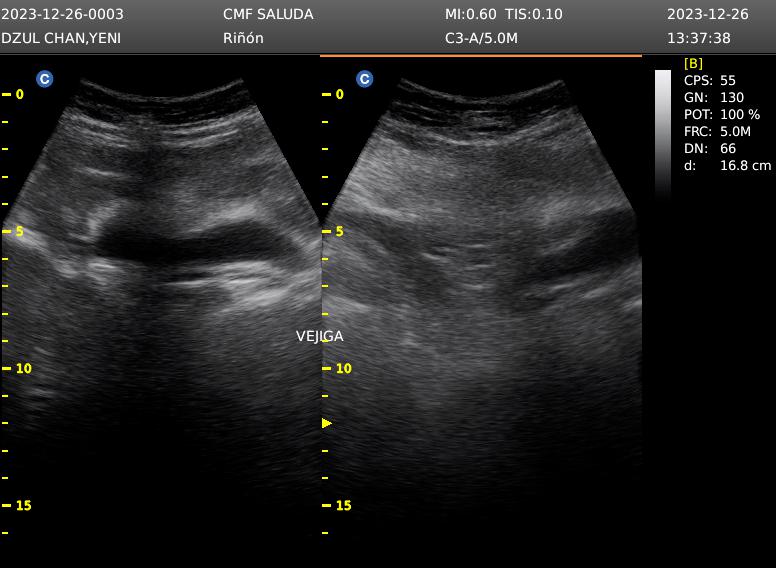 2023-12-26-0003 CMF SALUDA MI:0.60 TIS:0.10 2023-12-26
DZUL CHAN,YENI Riñón C3-A/5.0M 13:37:38
C
C
[B]
CPS: 55
GN: 130
POT: 100 %
FRC: 5.0M
DN: 66
d: 16.8 cm
0 0
5 5
VEJIGA
10 10
15 15